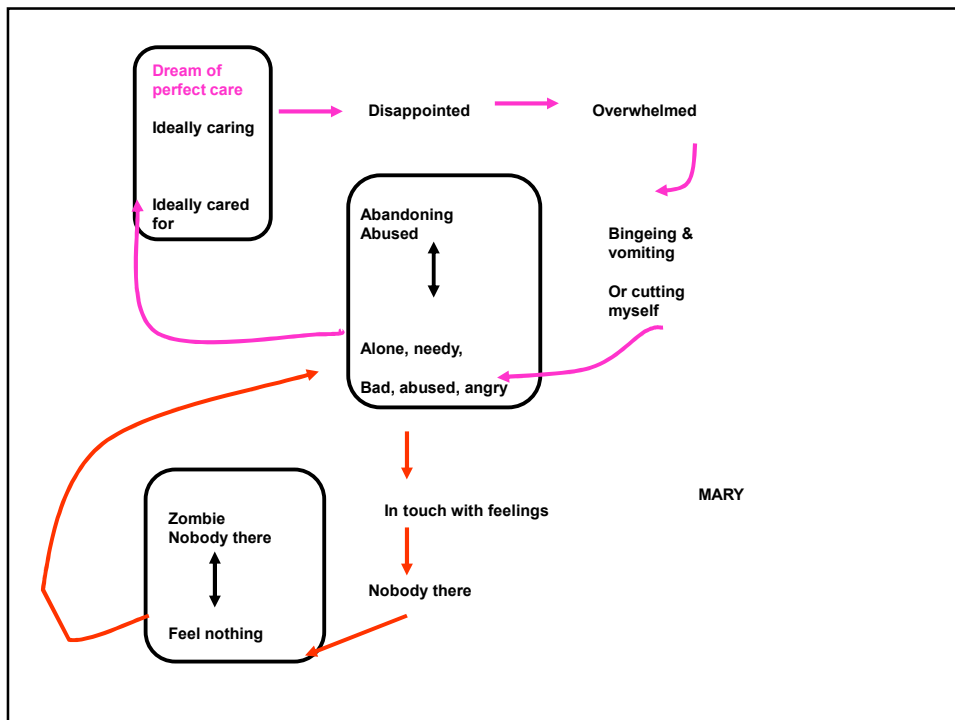 Dream of
perfect care
Ideally caring
Ideally cared
for
Disappointed
Overwhelmed
Bingeing &
vomiting
Or cutting
myself
Abandoning
Abused
Alone, needy,
Bad, abused, angry
In touch with feelings
Nobody there
Zombie
Nobody there
Feel nothing
MARY